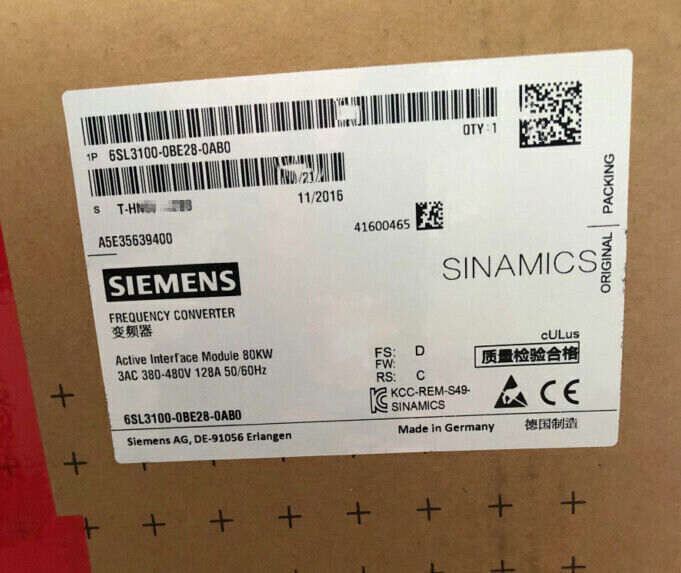 1P 6SL3100-0BE28-0AB0
QTY:1
S T-HN
11/2016
41600465
A5E35639400
ORIGINAL PACKING
SIEMENS
SINAMICS
FREQUENCY CONVERTER
变频器
cULus
Active Interface Module 80KW
3AC 380-480V 128A 50/60Hz
FS: D
FW:
RS: C
质量检验合格
KCC-REM-S49-
SINAMICS
CE
6SL3100-0BE28-0AB0
Siemens AG, DE-91056 Erlangen
Made in Germany
德国制造